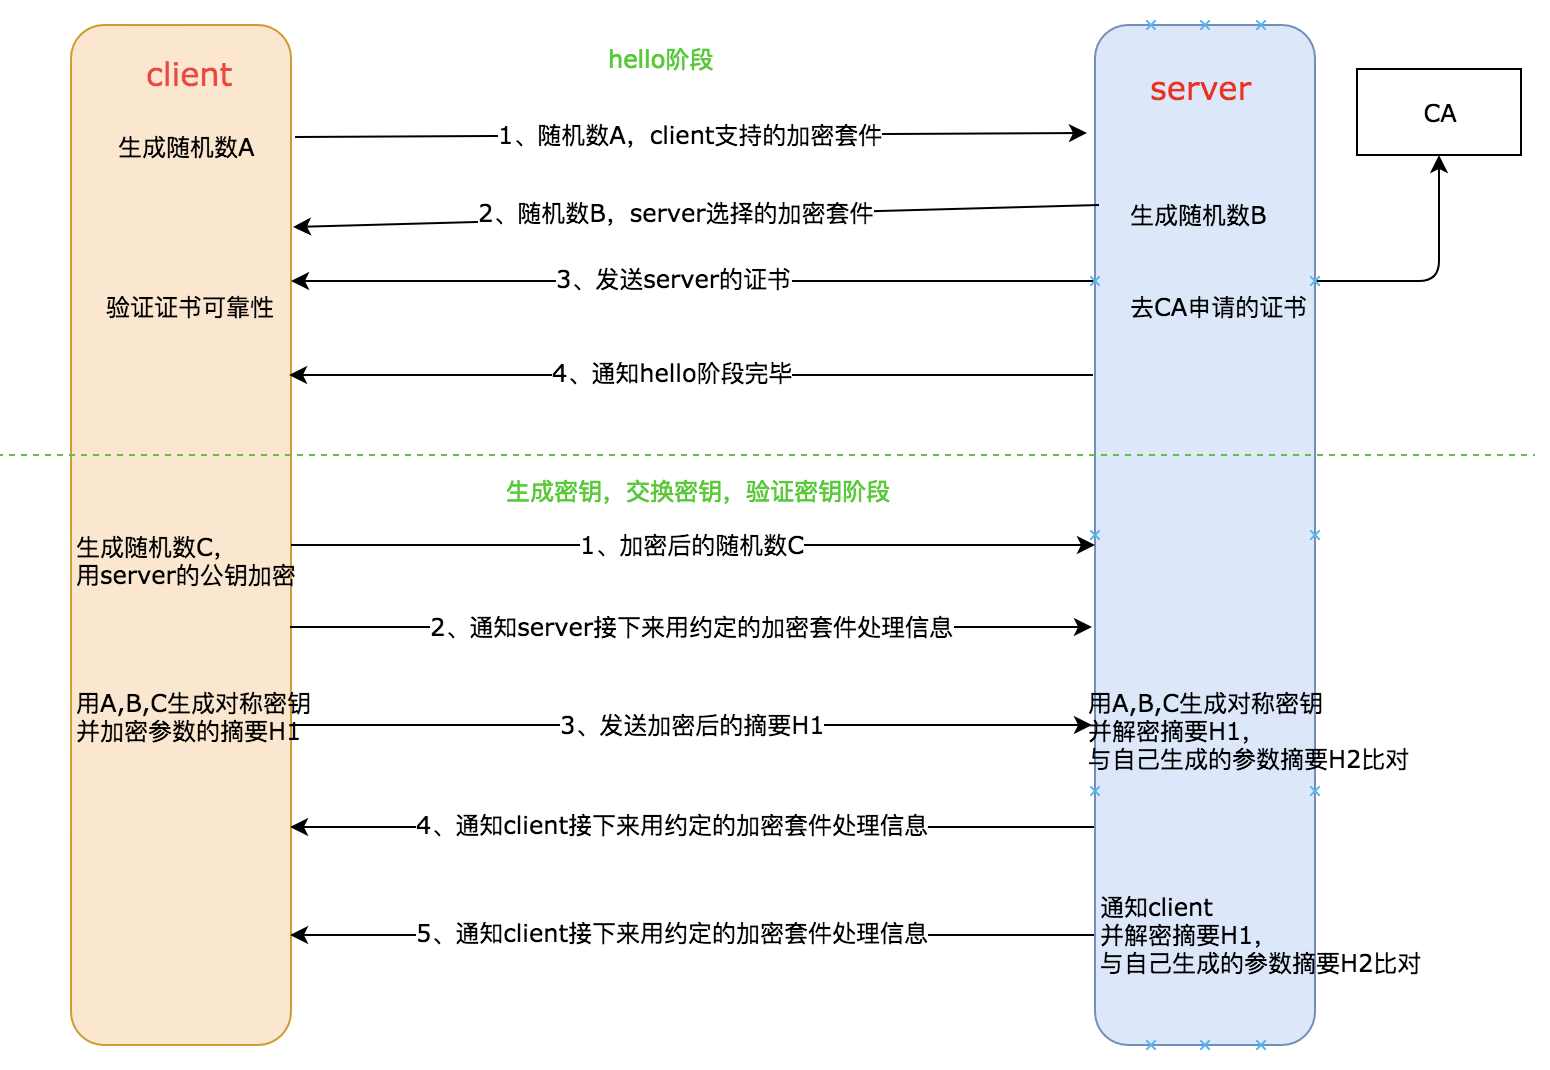 hello阶段
client
server
CA
生成随机数A
1、随机数A，client支持的加密套件
2、随机数B，server选择的加密套件
生成随机数B
3、发送server的证书
验证证书可靠性
去CA申请的证书
4、通知hello阶段完毕
生成密钥，交换密钥，验证密钥阶段
生成随机数C，
用server的公钥加密
1、加密后的随机数C
2、通知server接下来用约定的加密套件处理信息
用A,B,C生成对称密钥
并加密参数的摘要H1
3、发送加密后的摘要H1
用A,B,C生成对称密钥
并解密摘要H1，
与自己生成的参数摘要H2比对
4、通知client接下来用约定的加密套件处理信息
5、通知client接下来用约定的加密套件处理信息
通知client
并解密摘要H1，
与自己生成的参数摘要H2比对